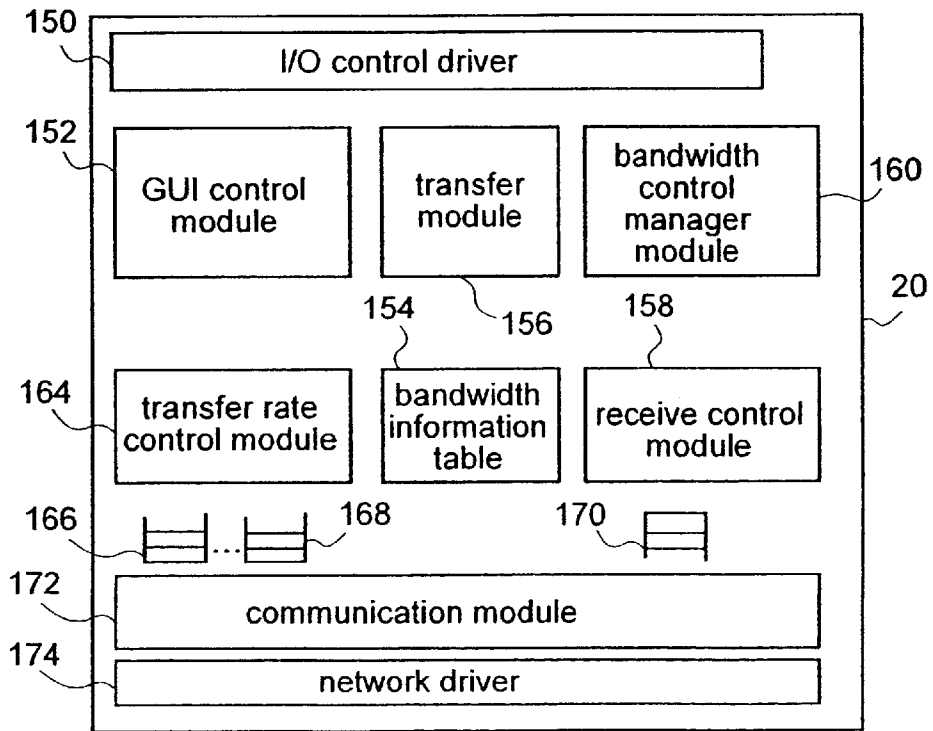 150
I/O control driver
152
GUI control
module
transfer
module
bandwidth
control
manager
module
160
20
154
156
158
164
transfer rate
control module
bandwidth
information
table
receive control
module
166
...
168
170
172
communication module
174
network driver